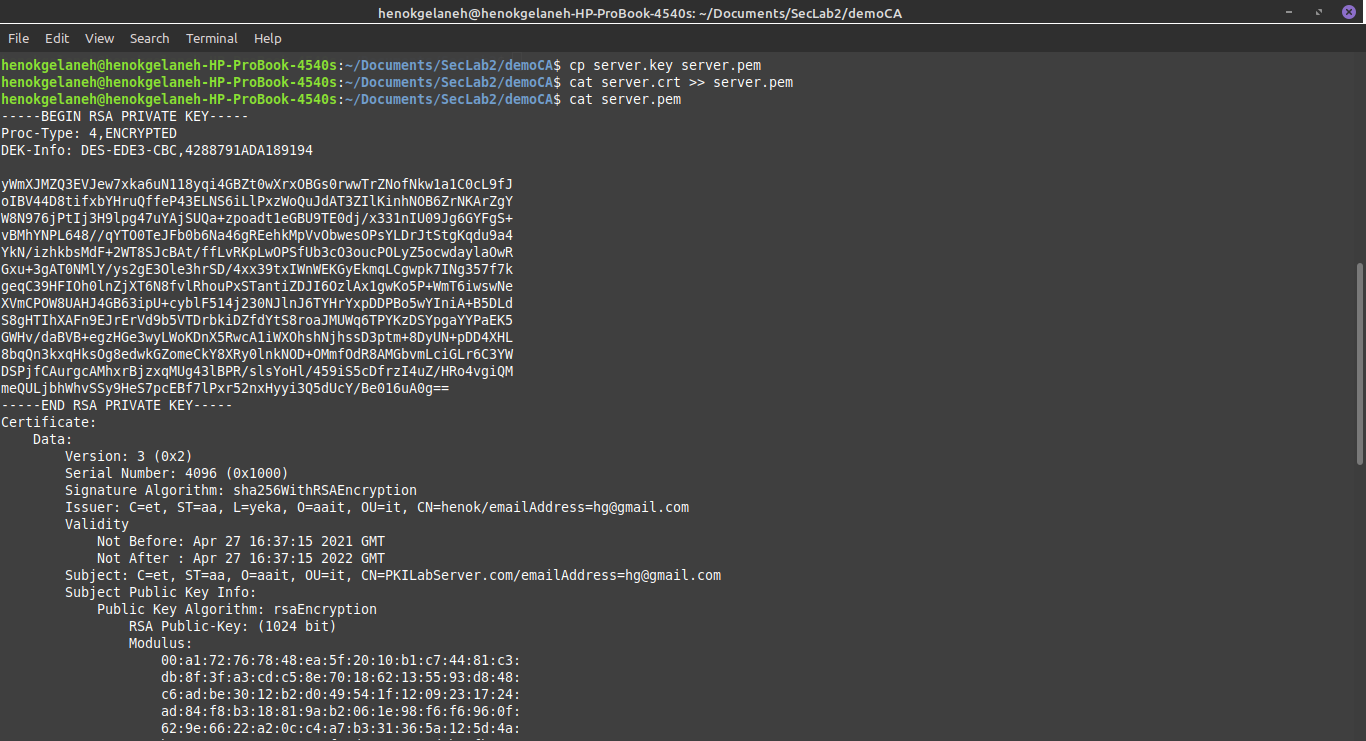 henokgelaneh@henokgelaneh-HP-ProBook-4540s: ~/Documents/SecLab2/demoCA
File Edit View Search Terminal Help
henokgelaneh@henokgelaneh-HP-ProBook-4540s:~/Documents/SecLab2/demoCA$ cp server.key server.pem
henokgelaneh@henokgelaneh-HP-ProBook-4540s:~/Documents/SecLab2/demoCA$ cat server.crt >> server.pem
henokgelaneh@henokgelaneh-HP-ProBook-4540s:~/Documents/SecLab2/demoCA$ cat server.pem
-----BEGIN RSA PRIVATE KEY-----
Proc-Type: 4,ENCRYPTED
DEK-Info: DES-EDE3-CBC,4288791ADA189194
yWmXJMZQ3EVJew7xka6uN118yqi4GBZt0wXrxOBGs0rwwTrZNofNkw1a1C0cL9fJ
oIBV44D8tifxbYHruQffeP43ELNS6iLlPxzWoQuJdAT3ZIlKinhNOB6ZrNKArZgY
W8N976jPtIj3H9lpg47uYAjSUQa+zpoadt1eGBU9TE0dj/x331nIU09Jg6GYFgS+
vBMhYNPL648//qYTO0TeJFb0b6Na46gREehkMpVvObwesOPsYLDrJtStgKqdu9a4
YkN/izhkbsMdF+2WT8SJcBAt/ffLvRKpLwOPSfUb3cO3oucPOLyZ5ocwdaylaOwR
Gxu+3gAT0NMlY/ys2gE3Ole3hrSD/4xx39txIWnWEKGyEkmqLCgwpk7INg357f7k
geqC39HFIOh0lnZjXT6N8fvlRhouPxSTantiZDJI6OzlAx1gwKo5P+WmT6iwswNe
XVmCPOW8UAHJ4GB63ipU+cyblF514j230NJlnJ6TYHrYxpDDPBo5wYIniA+B5DLd
S8gHTIhXAFn9EJrErVd9b5VTDrbkiDZfdYtS8roaJMUWq6TPYKzDSYpgaYYPaEK5
GWHv/daBVB+egzHGe3wyLWoKDnX5RwcA1iWXOhshNjhssD3ptm+8DyUN+pDD4XHL
8bqQn3kxqHksOg8edwkGZomeCkY8XRy0lnkNOD+OMmfOdR8AMGbvmLciGLr6C3YW
DSPjfCAurgcAMhxrBjzxqMUg43lBPR/slsYoHl/459iS5cDfrzI4uZ/HRo4vgiQM
meQULjbhWhvSSy9HeS7pcEBf7lPxr52nxHyyi3Q5dUcY/Be016uA0g==
-----END RSA PRIVATE KEY-----
Certificate:
Data:
Version: 3 (0x2)
Serial Number: 4096 (0x1000)
Signature Algorithm: sha256WithRSAEncryption
Issuer: C=et, ST=aa, L=yeka, O=aait, OU=it, CN=henok/emailAddress=hg@gmail.com
Validity
Not Before: Apr 27 16:37:15 2021 GMT
Not After : Apr 27 16:37:15 2022 GMT
Subject: C=et, ST=aa, O=aait, OU=it, CN=PKILabServer.com/emailAddress=hg@gmail.com
Subject Public Key Info:
Public Key Algorithm: rsaEncryption
RSA Public-Key: (1024 bit)
Modulus:
00:a1:72:76:78:48:ea:5f:20:10:b1:c7:44:81:c3:
db:8f:3f:a3:cd:c5:8e:70:18:62:13:55:93:d8:48:
c6:ad:be:30:12:b2:d0:49:54:1f:12:09:23:17:24:
ad:84:f8:b3:18:81:9a:b2:06:1e:98:f6:f6:96:0f:
62:9e:66:22:a2:0c:c4:a7:b3:31:36:5a:12:5d:4a: